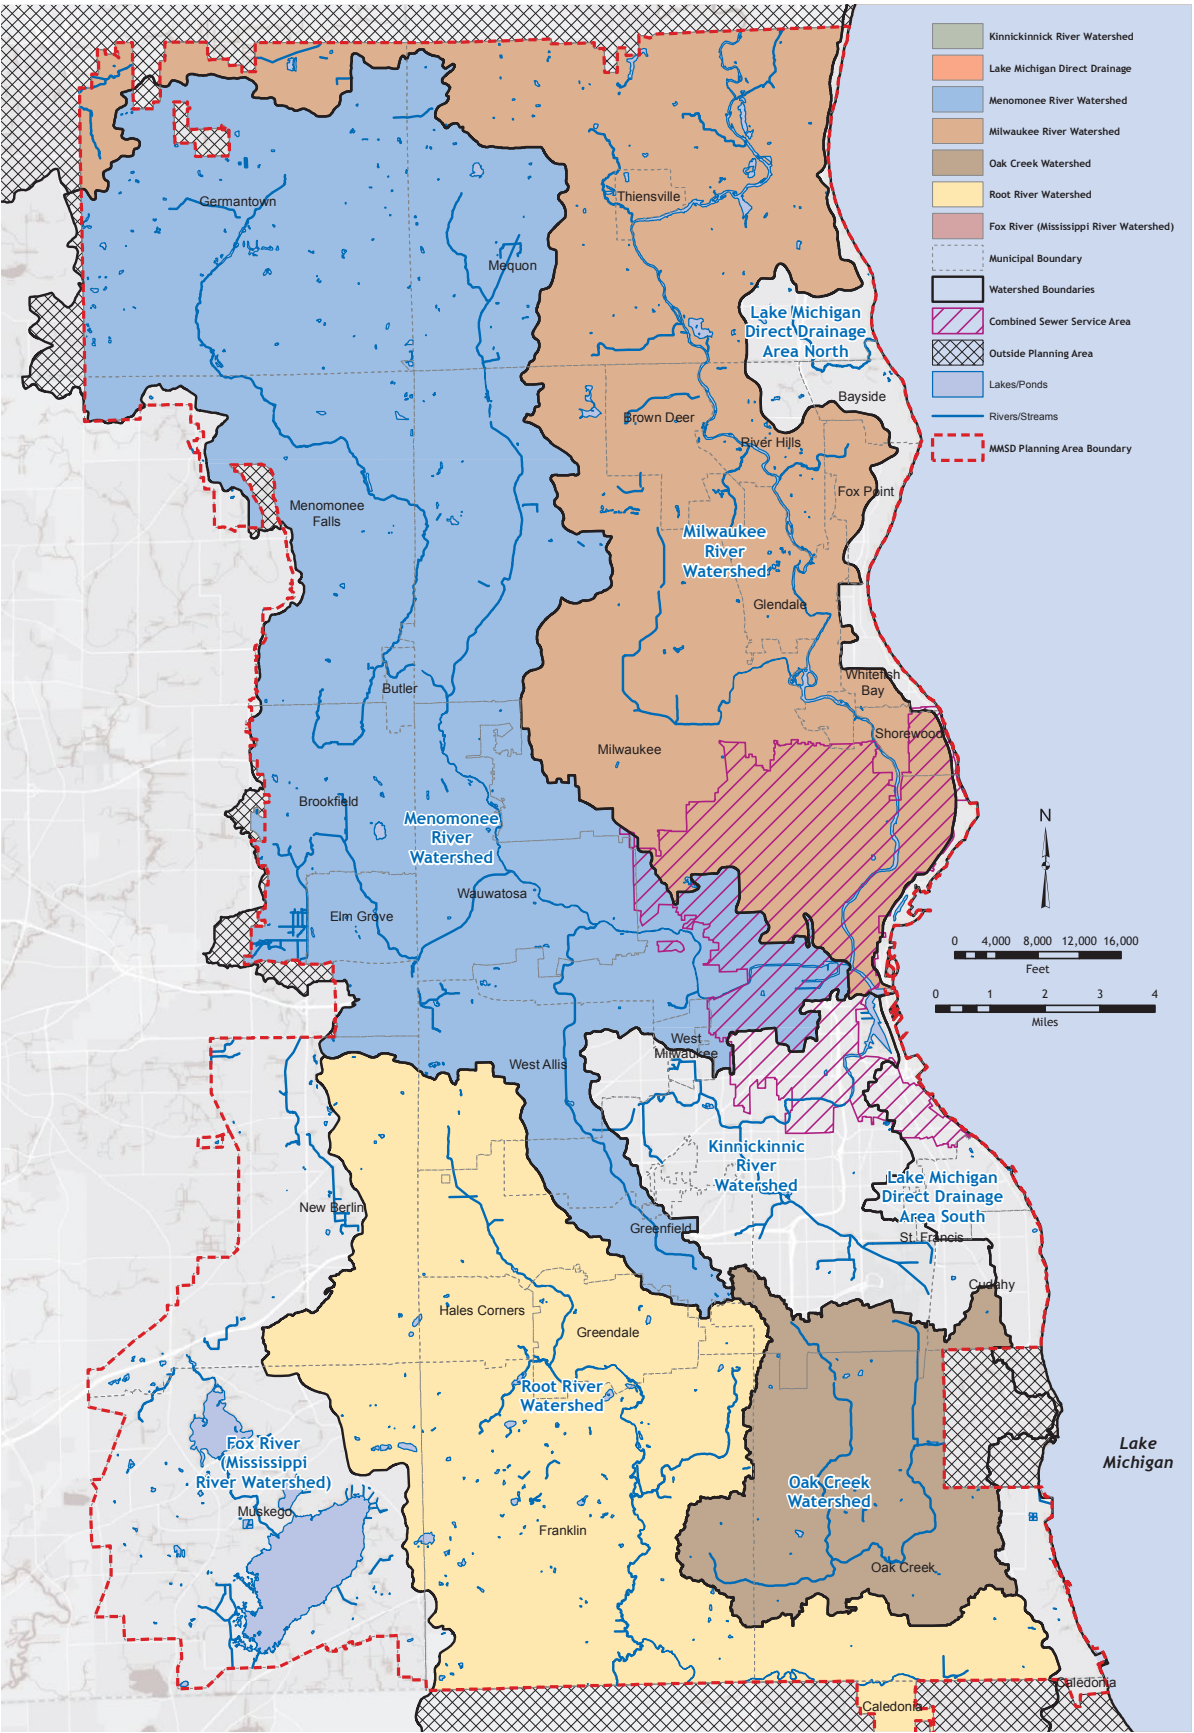 Kinnickinnick River Watershed
Lake Michigan Direct Drainage
Menomonee River Watershed
Milwaukee River Watershed
Oak Creek Watershed
Root River Watershed
Fox River (Mississippi River Watershed)
Municipal Boundary
Watershed Boundaries
Combined Sewer Service Area
Outside Planning Area
Lakes/Ponds
Rivers/Streams
MMSD Planning Area Boundary
Germantown
Thiensville
Mequon
Lake Michigan
Direct Drainage
Area North
Bayside
Brown Deer
River Hills
Fox Point
Menomonee
Falls
Milwaukee
River
Watershed
Glendale
Whitefish
Bay
Butler
Shorewood
Milwaukee
Brookfield
Menomonee
River
Watershed
Wauwatosa
Elm Grove
N
0 4,000 8,000 12,000 16,000
Feet
0 1 2 3 4
Miles
West
Milwaukee
West Allis
Kinnickinnic
River
Watershed
Lake Michigan
Direct Drainage
Area South
New Berlin
Greenfield
St. Francis
Cudahy
Hales Corners
Greendale
Root River
Watershed
Fox River
(Mississippi
River Watershed)
Muskego
Lake
Michigan
Oak Creek
Watershed
Franklin
Oak Creek
Caledonia
Caledonia